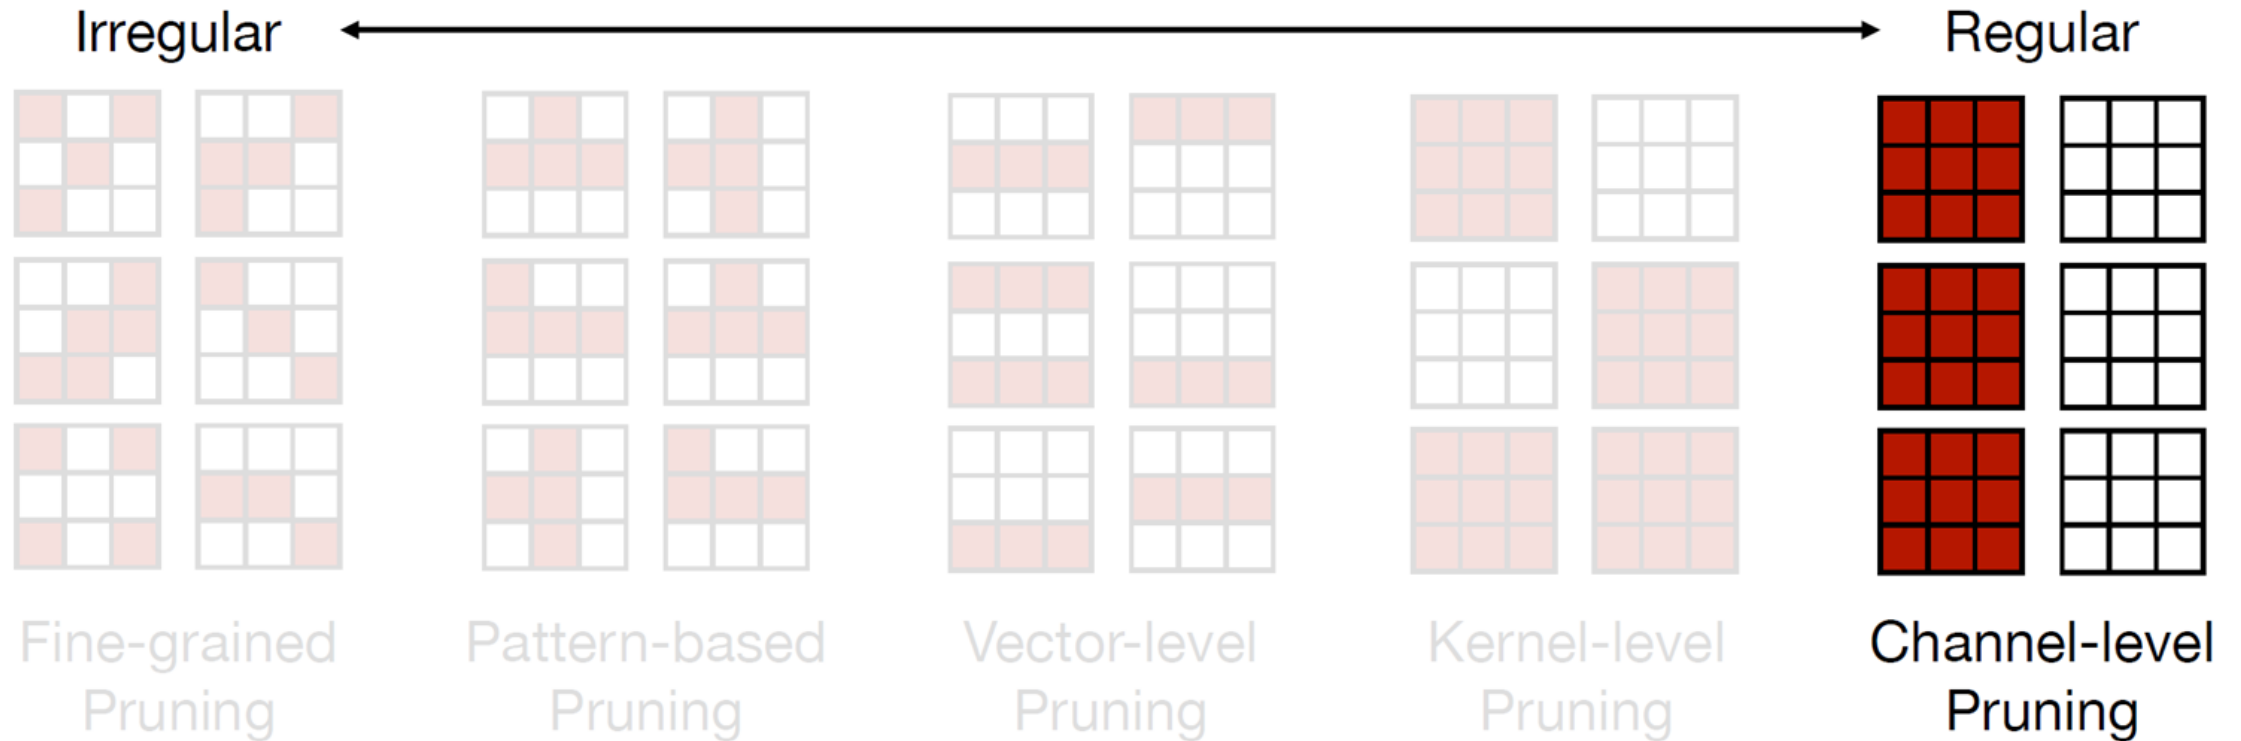 Irregular
Regular
Fine-grained
Pruning
Pattern-based
Pruning
Vector-level
Pruning
Kernel-level
Pruning
Channel-level
Pruning